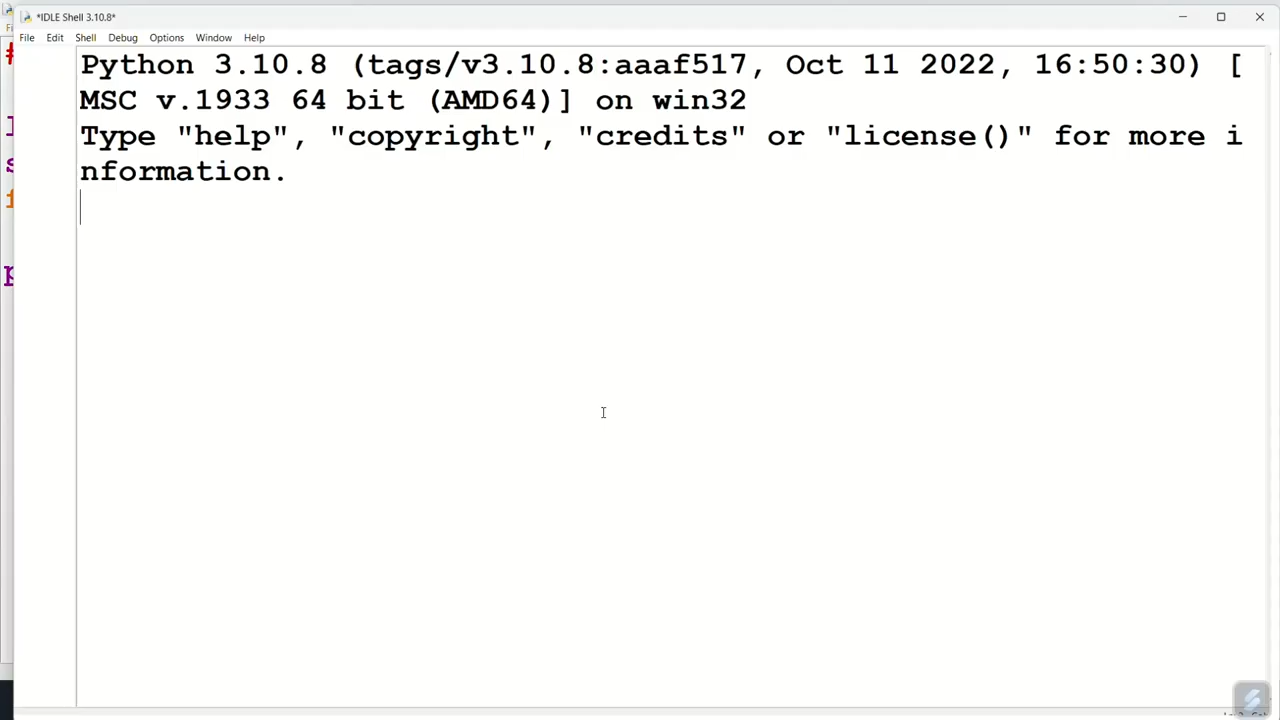 *IDLE Shell 3.10.8*
File Edit Shell Debug Options Window Help
Python 3.10.8 (tags/v3.10.8:aaaf517, Oct 11 2022, 16:50:30) [
MSC v.1933 64 bit (AMD64)] on win32
Type "help", "copyright", "credits" or "license()" for more i
nformation.